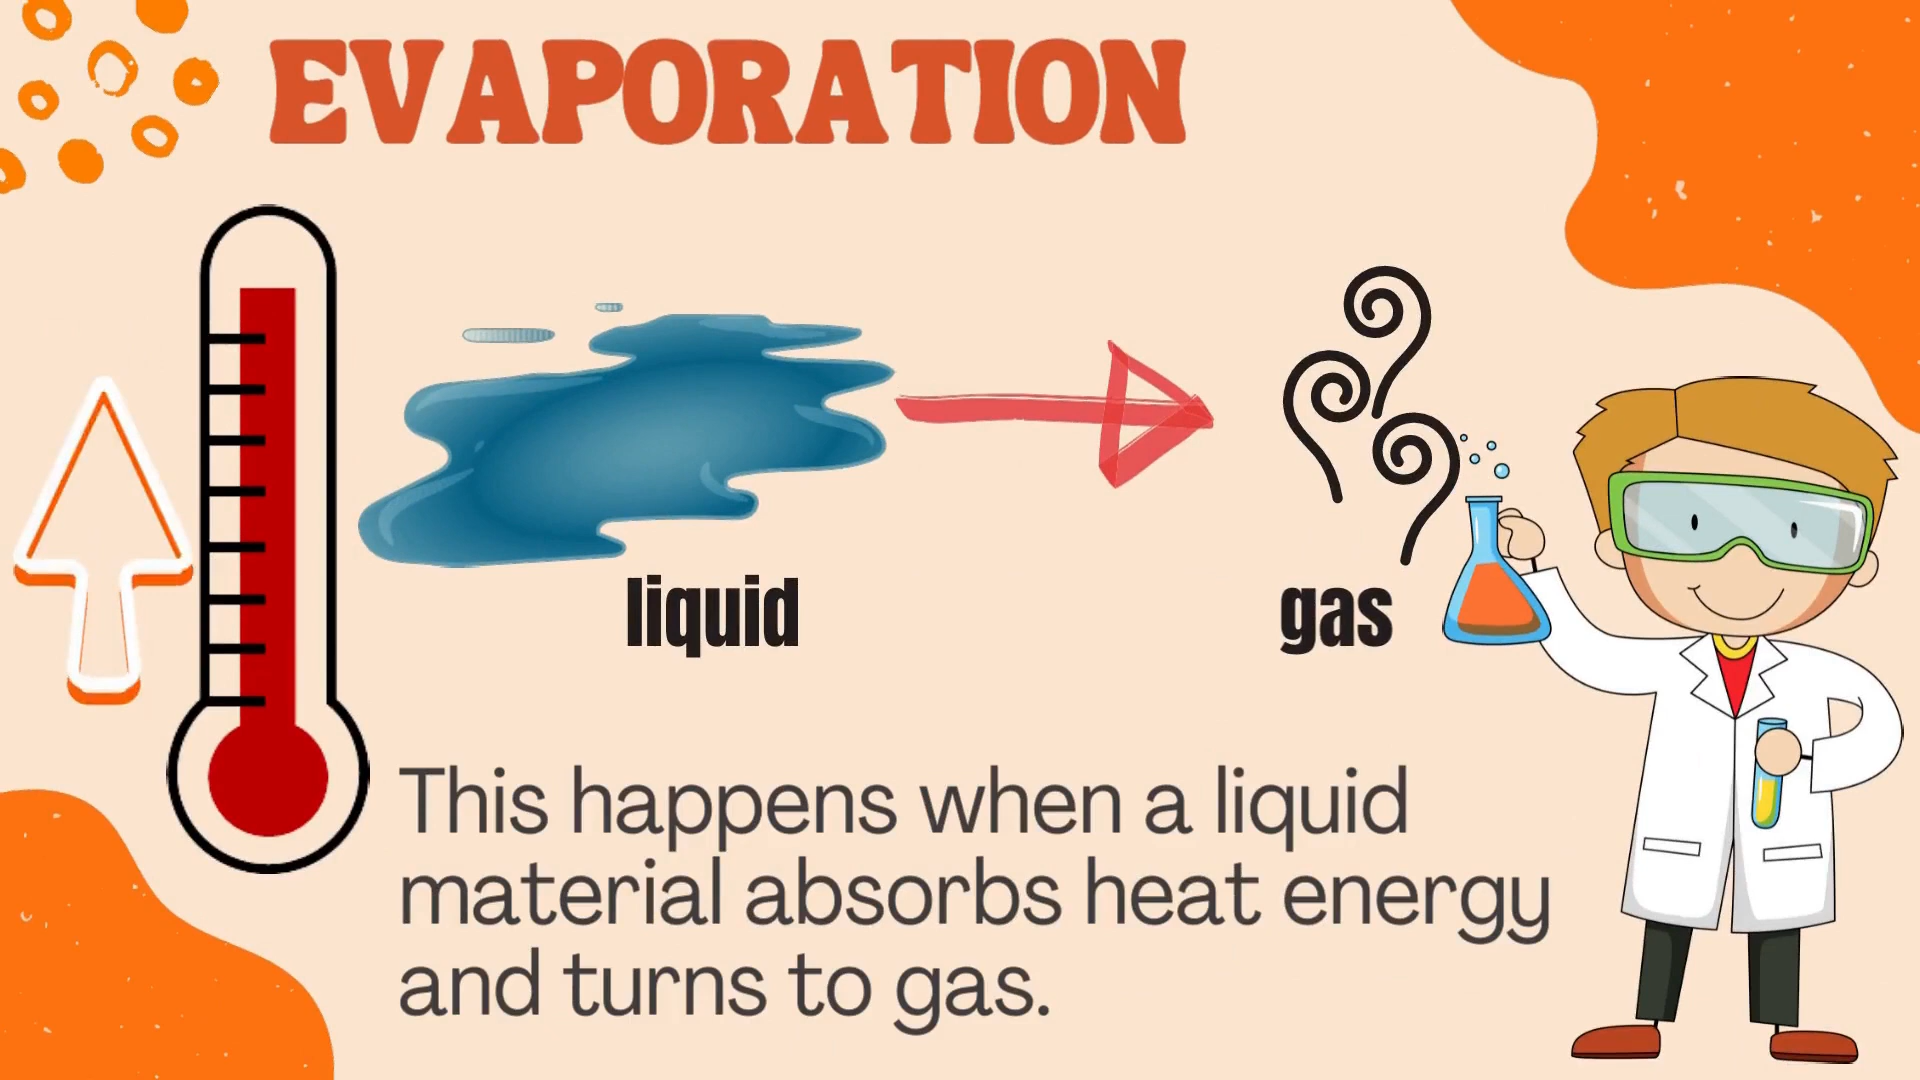 EVAPORATION
liquid
gas
This happens when a liquid
material absorbs heat energy
and turns to gas.